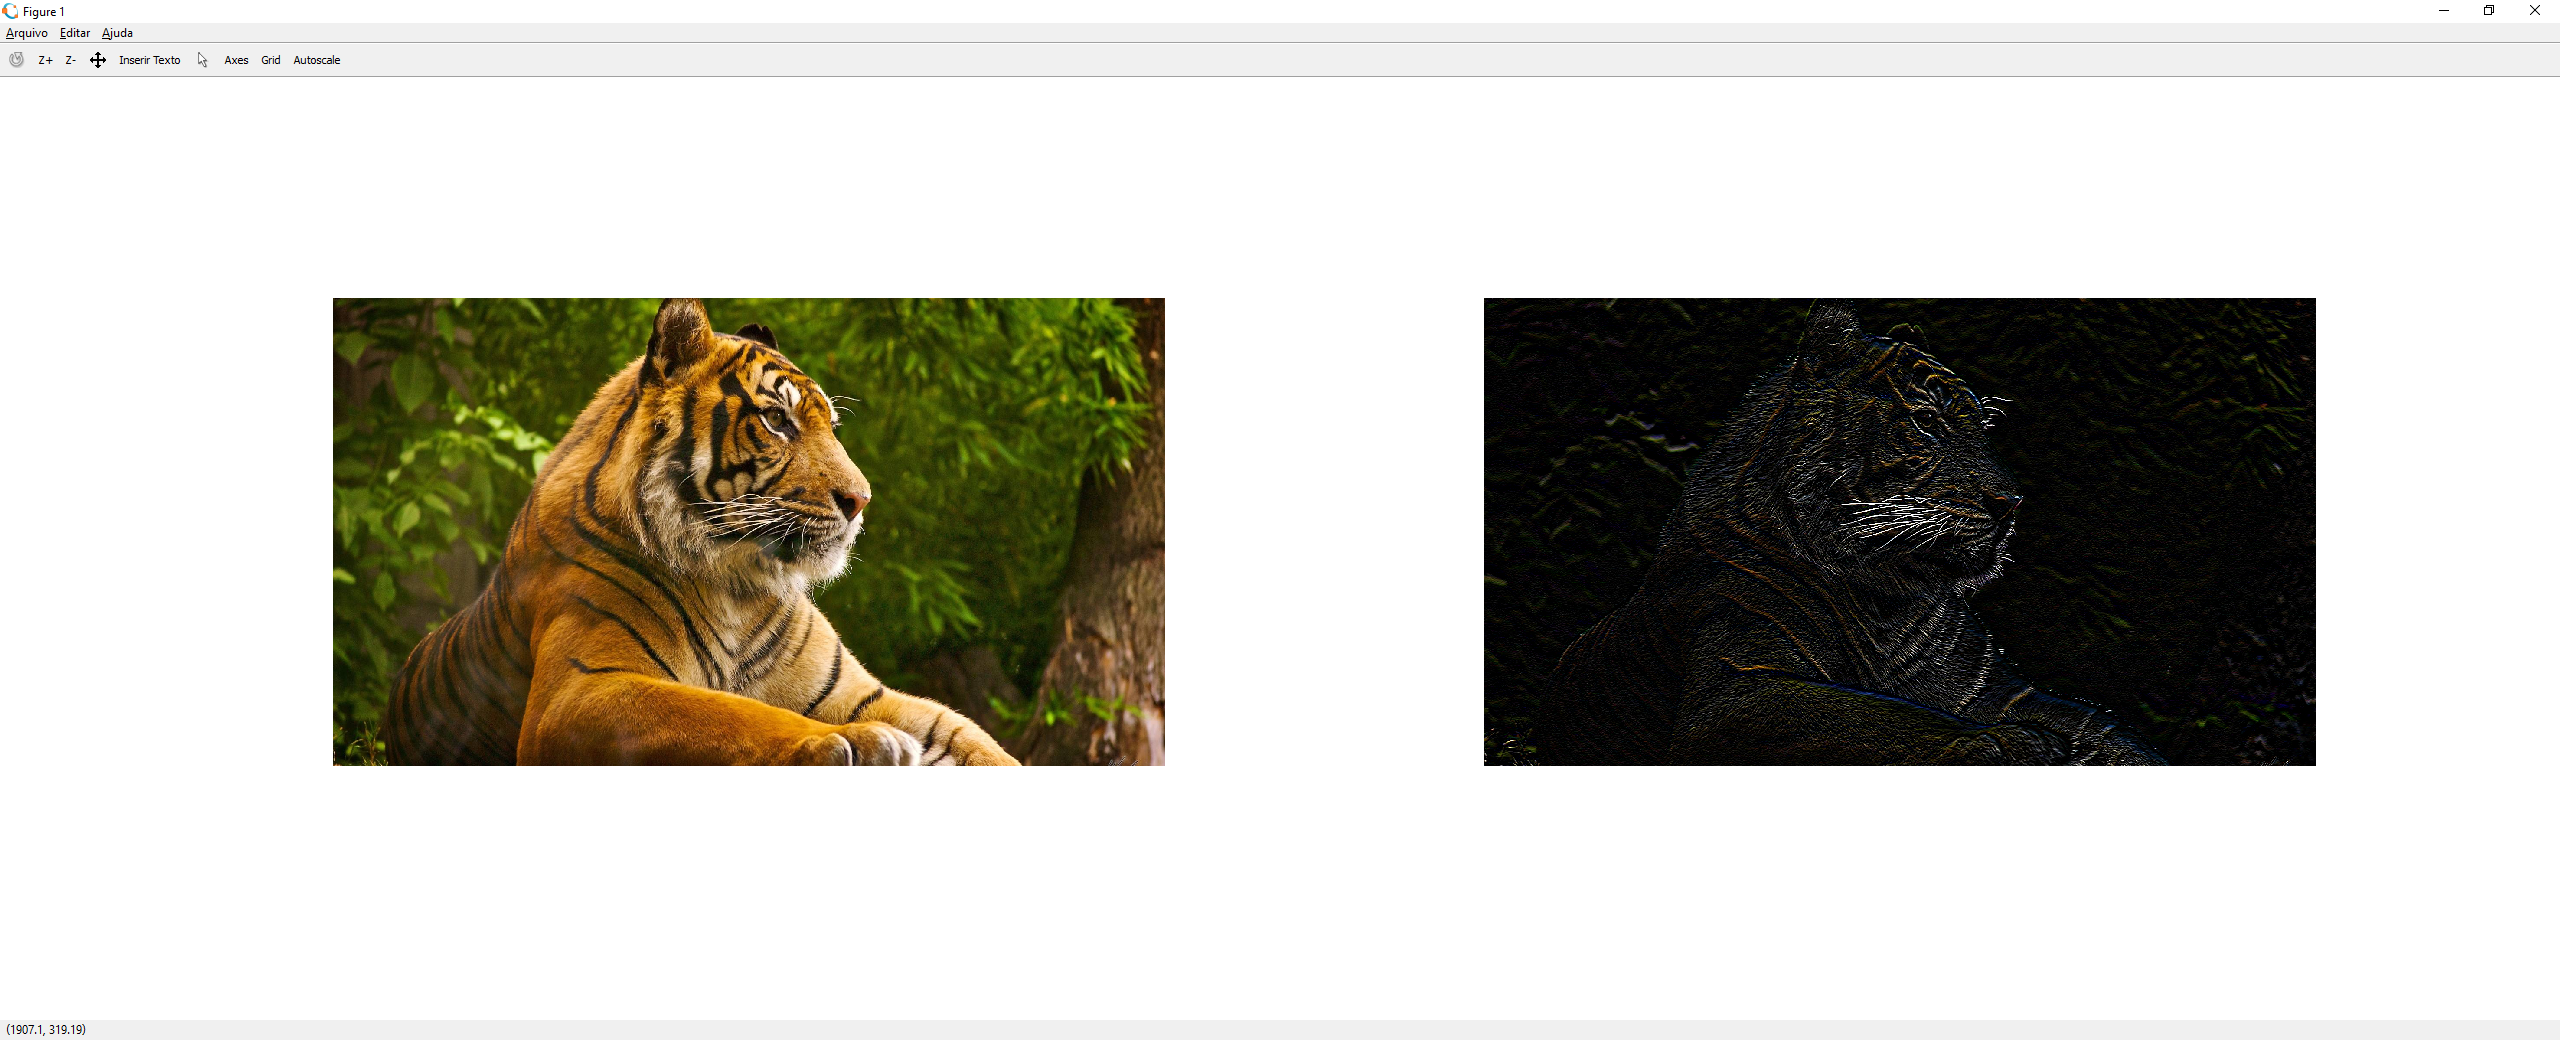 Figure 1
Arquivo Editar Ajuda
Z+ Z- Inserir Texto Axes Grid Autoscale
(1907.1, 319.19)